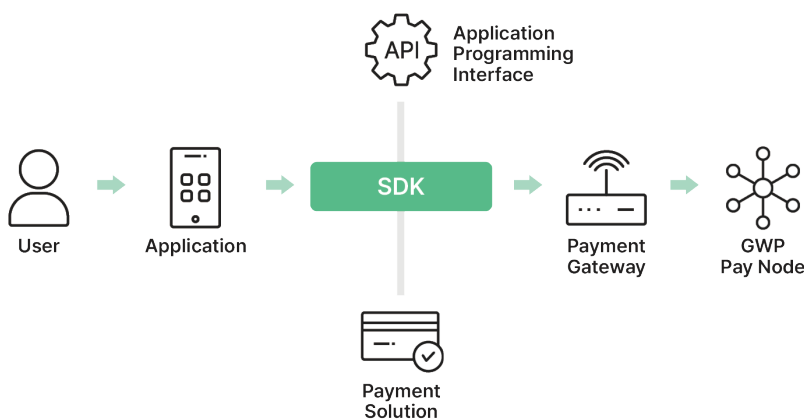 API
Application
Programming
Interface
SDK
User
Application
Payment
Gateway
GWP
Pay Node
Payment
Solution